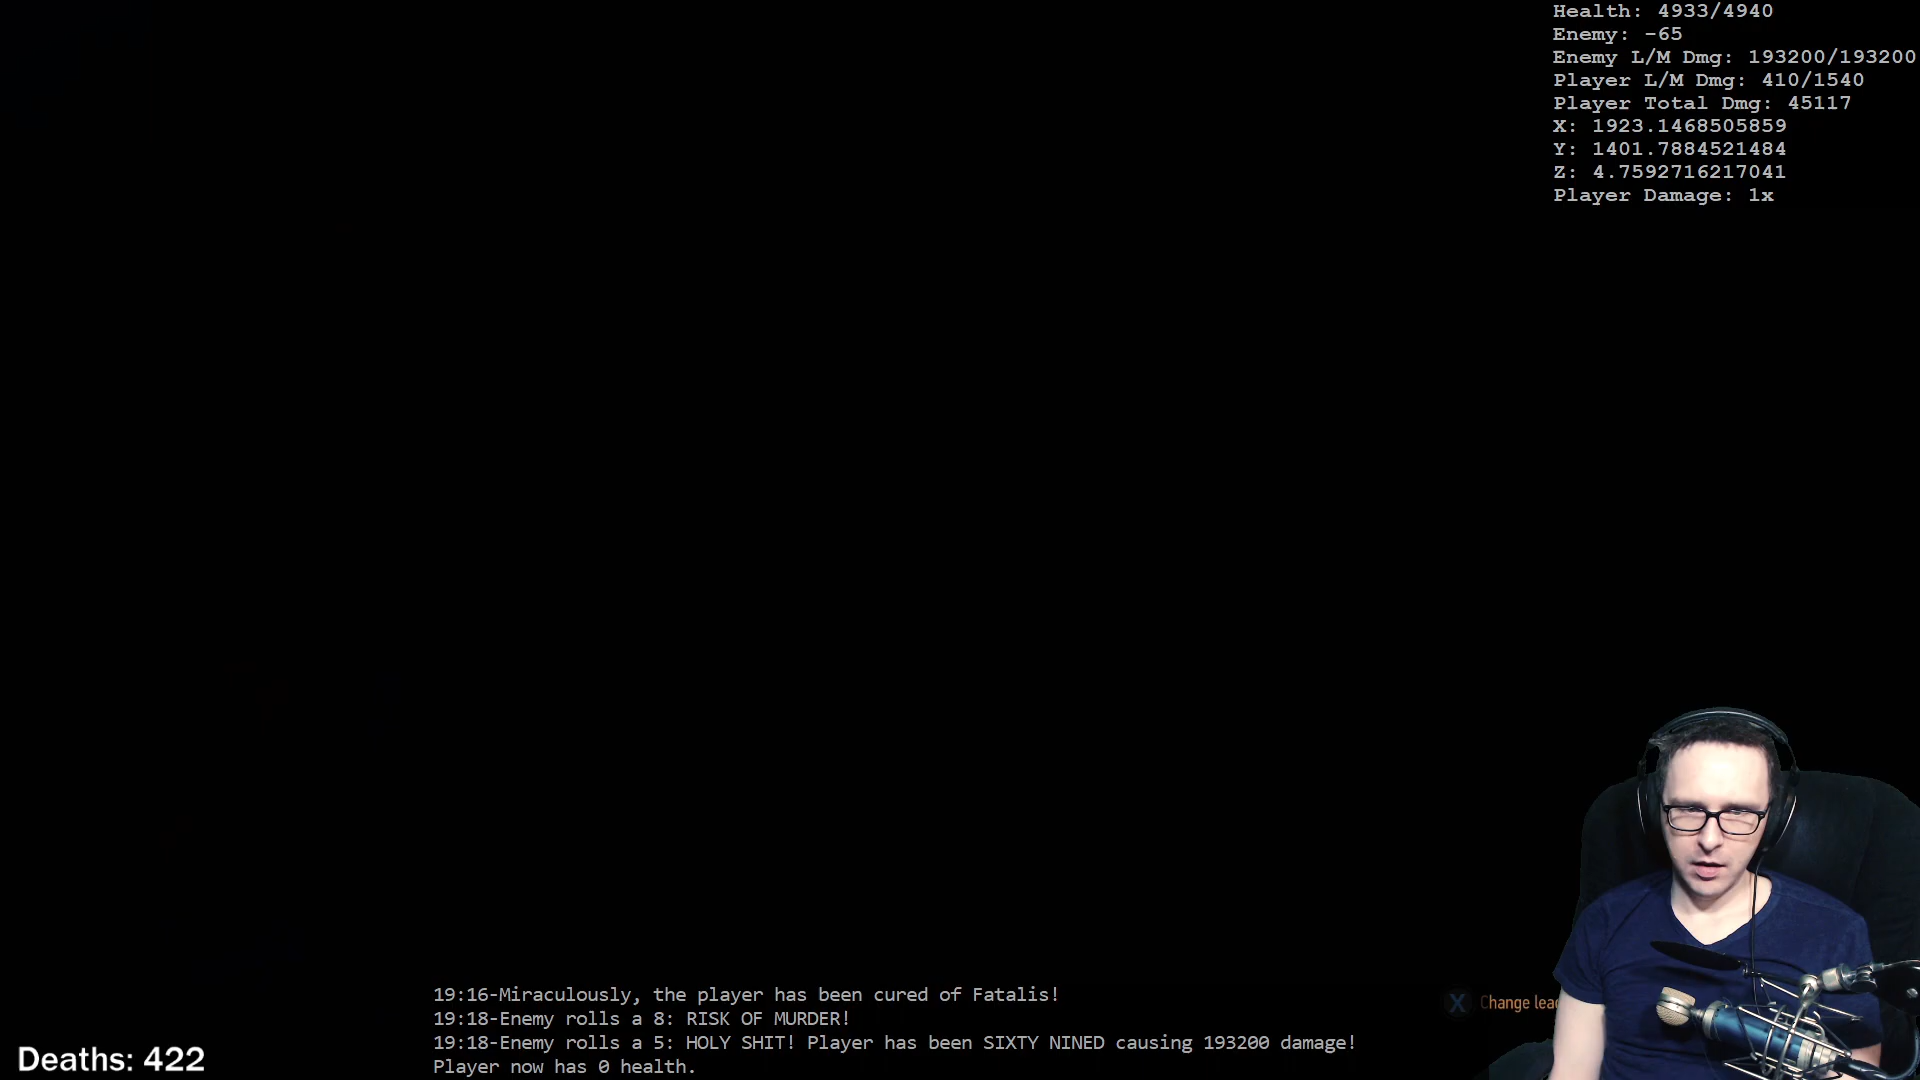 Health: 4933/4940
Enemy: -65
Enemy L/M Dmg: 193200/193200
Player L/M Dmg: 410/1540
Player Total Dmg: 45117
X: 1923.1468505859
Y: 1401.7884521484
Z: 4.7592716217041
Player Damage: 1x
19:16-Miraculously, the player has been cured of Fatalis!
X Change
19:18-Enemy rolls a 8: RISK OF MURDER!
19:18-Enemy rolls a 5: HOLY SHIT! Player has been SIXTY NINED causing 193200 damage!
Player now has 0 health.
Deaths: 422